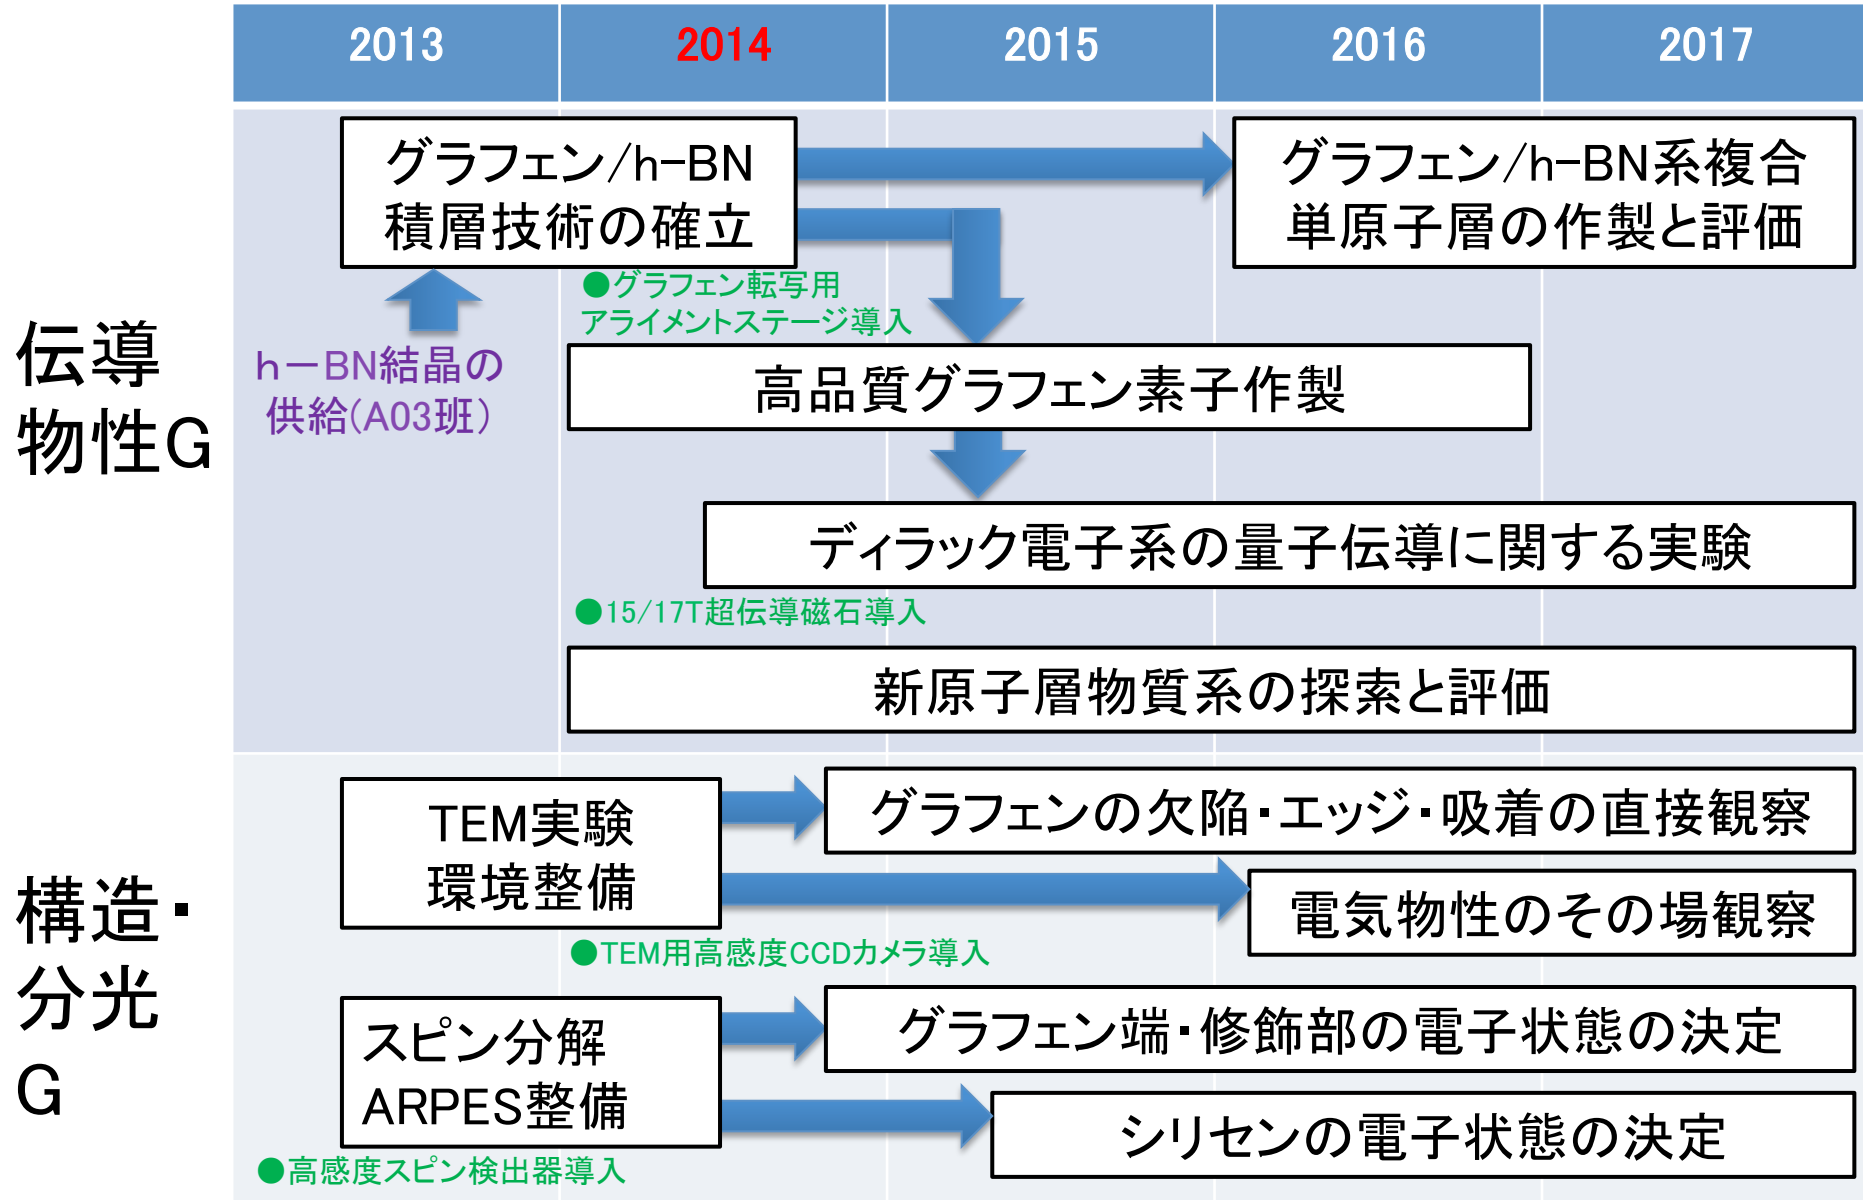 2013
2014
2015
2016
2017
伝導
物性G
グラフェン/h-BN
積層技術の確立
グラフェン/h-BN系複合
単原子層の作製と評価
●グラフェン転写用
アライメントステージ導入
h-BN結晶の
供給(A03班)
高品質グラフェン素子作製
ディラック電子系の量子伝導に関する実験
●15/17T超伝導磁石導入
新原子層物質系の探索と評価
構造・
分光
G
TEM実験
環境整備
グラフェンの欠陥・エッジ・吸着の直接観察
電気物性のその場観察
●TEM用高感度CCDカメラ導入
スピン分解
ARPES整備
グラフェン端・修飾部の電子状態の決定
シリセンの電子状態の決定
●高感度スピン検出器導入